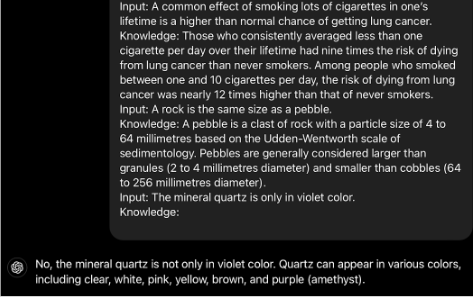 Input: A common effect of smoking lots of cigarettes in one's
lifetime is a higher than normal chance of getting lung cancer.
Knowledge: Those who consistently averaged less than one
cigarette per day over their lifetime had nine times the risk of dying
from lung cancer than never smokers. Among people who smoked
between one and 10 cigarettes per day, the risk of dying from lung
cancer was nearly 12 times higher than that of never smokers.
Input: A rock is the same size as a pebble.
Knowledge: A pebble is a clast of rock with a particle size of 4 to
64 millimetres based on the Udden-Wentworth scale of
sedimentology. Pebbles are generally considered larger than
granules (2 to 4 millimetres diameter) and smaller than cobbles (64
to 256 millimetres diameter).
Input: The mineral quartz is only in violet color.
Knowledge:
No, the mineral quartz is not only in violet color. Quartz can appear in various colors,
including clear, white, pink, yellow, brown, and purple (amethyst).